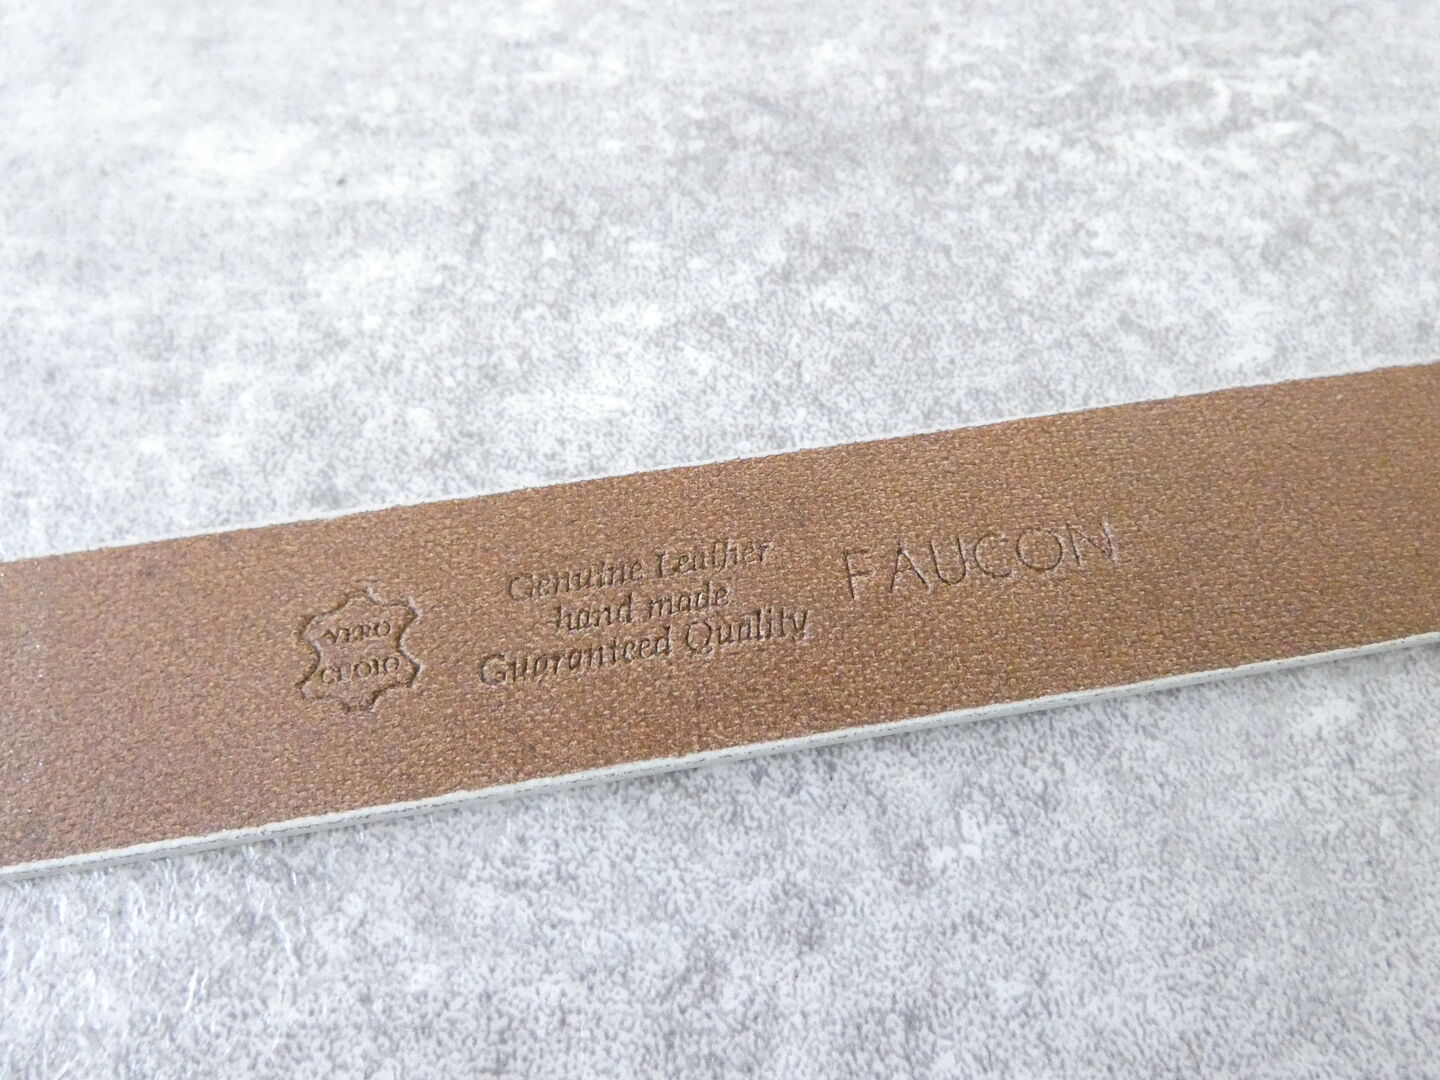 VERO
CUOIO
Genuine Leather
hand made
Guaranteed Quality
FAUCON